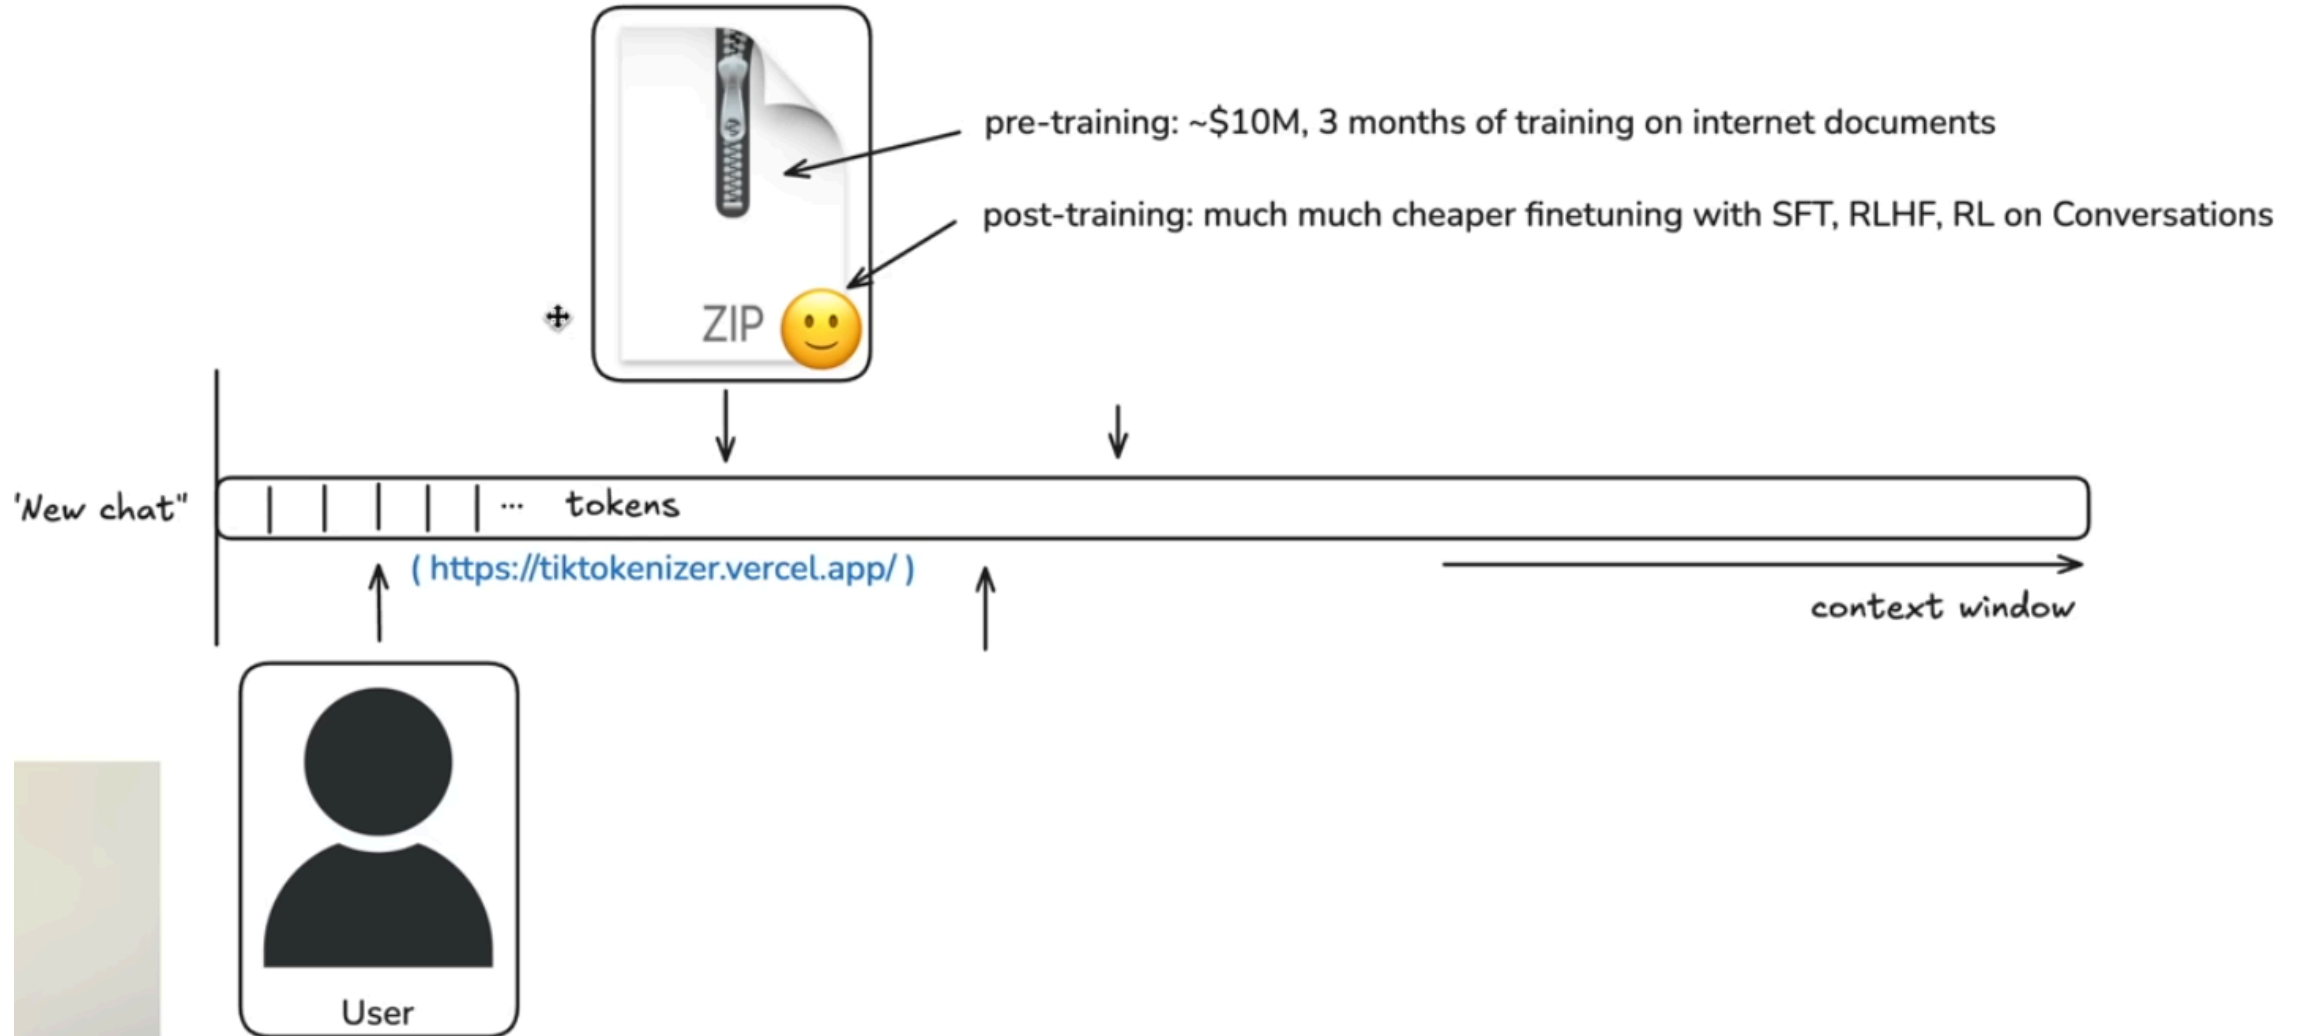 pre-training: ~$10M, 3 months of training on internet documents
post-training: much much cheaper finetuning with SFT, RLHF, RL on Conversations
ZIP
'New chat"
... tokens
( https://tiktokenizer.vercel.app/ )
context window
User